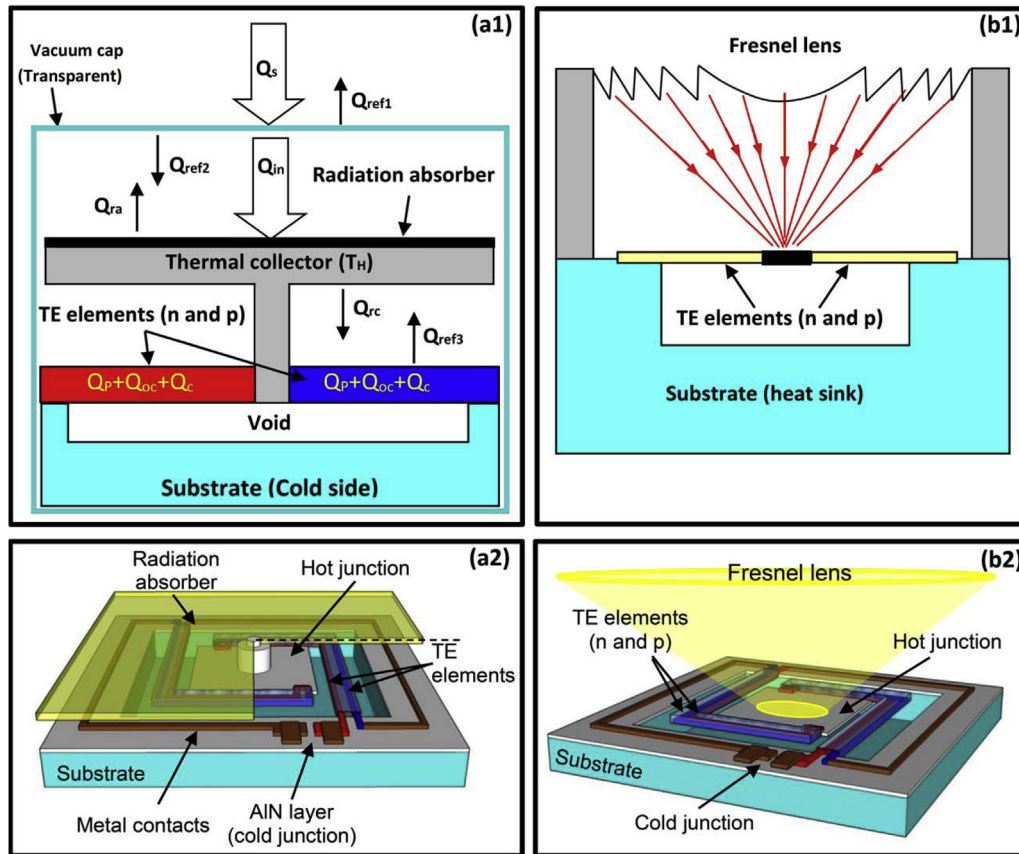 (a1)
Vacuum cap
(Transparent)
Qs
Qref1
Qref2
Qin
Radiation absorber
Qra
Thermal collector (TH)
TE elements (n and p)
Qrc
Qref3
QP+QOC+QC
QP+QOC+QC
Void
Substrate (Cold side)
(b1)
Fresnel lens
TE elements (n and p)
Substrate (heat sink)
(a2)
Radiation
absorber
Hot junction
TE
elements
Substrate
Metal contacts
AlN layer
(cold junction)
(b2)
Fresnel lens
TE elements
(n and p)
Hot junction
Substrate
Cold junction